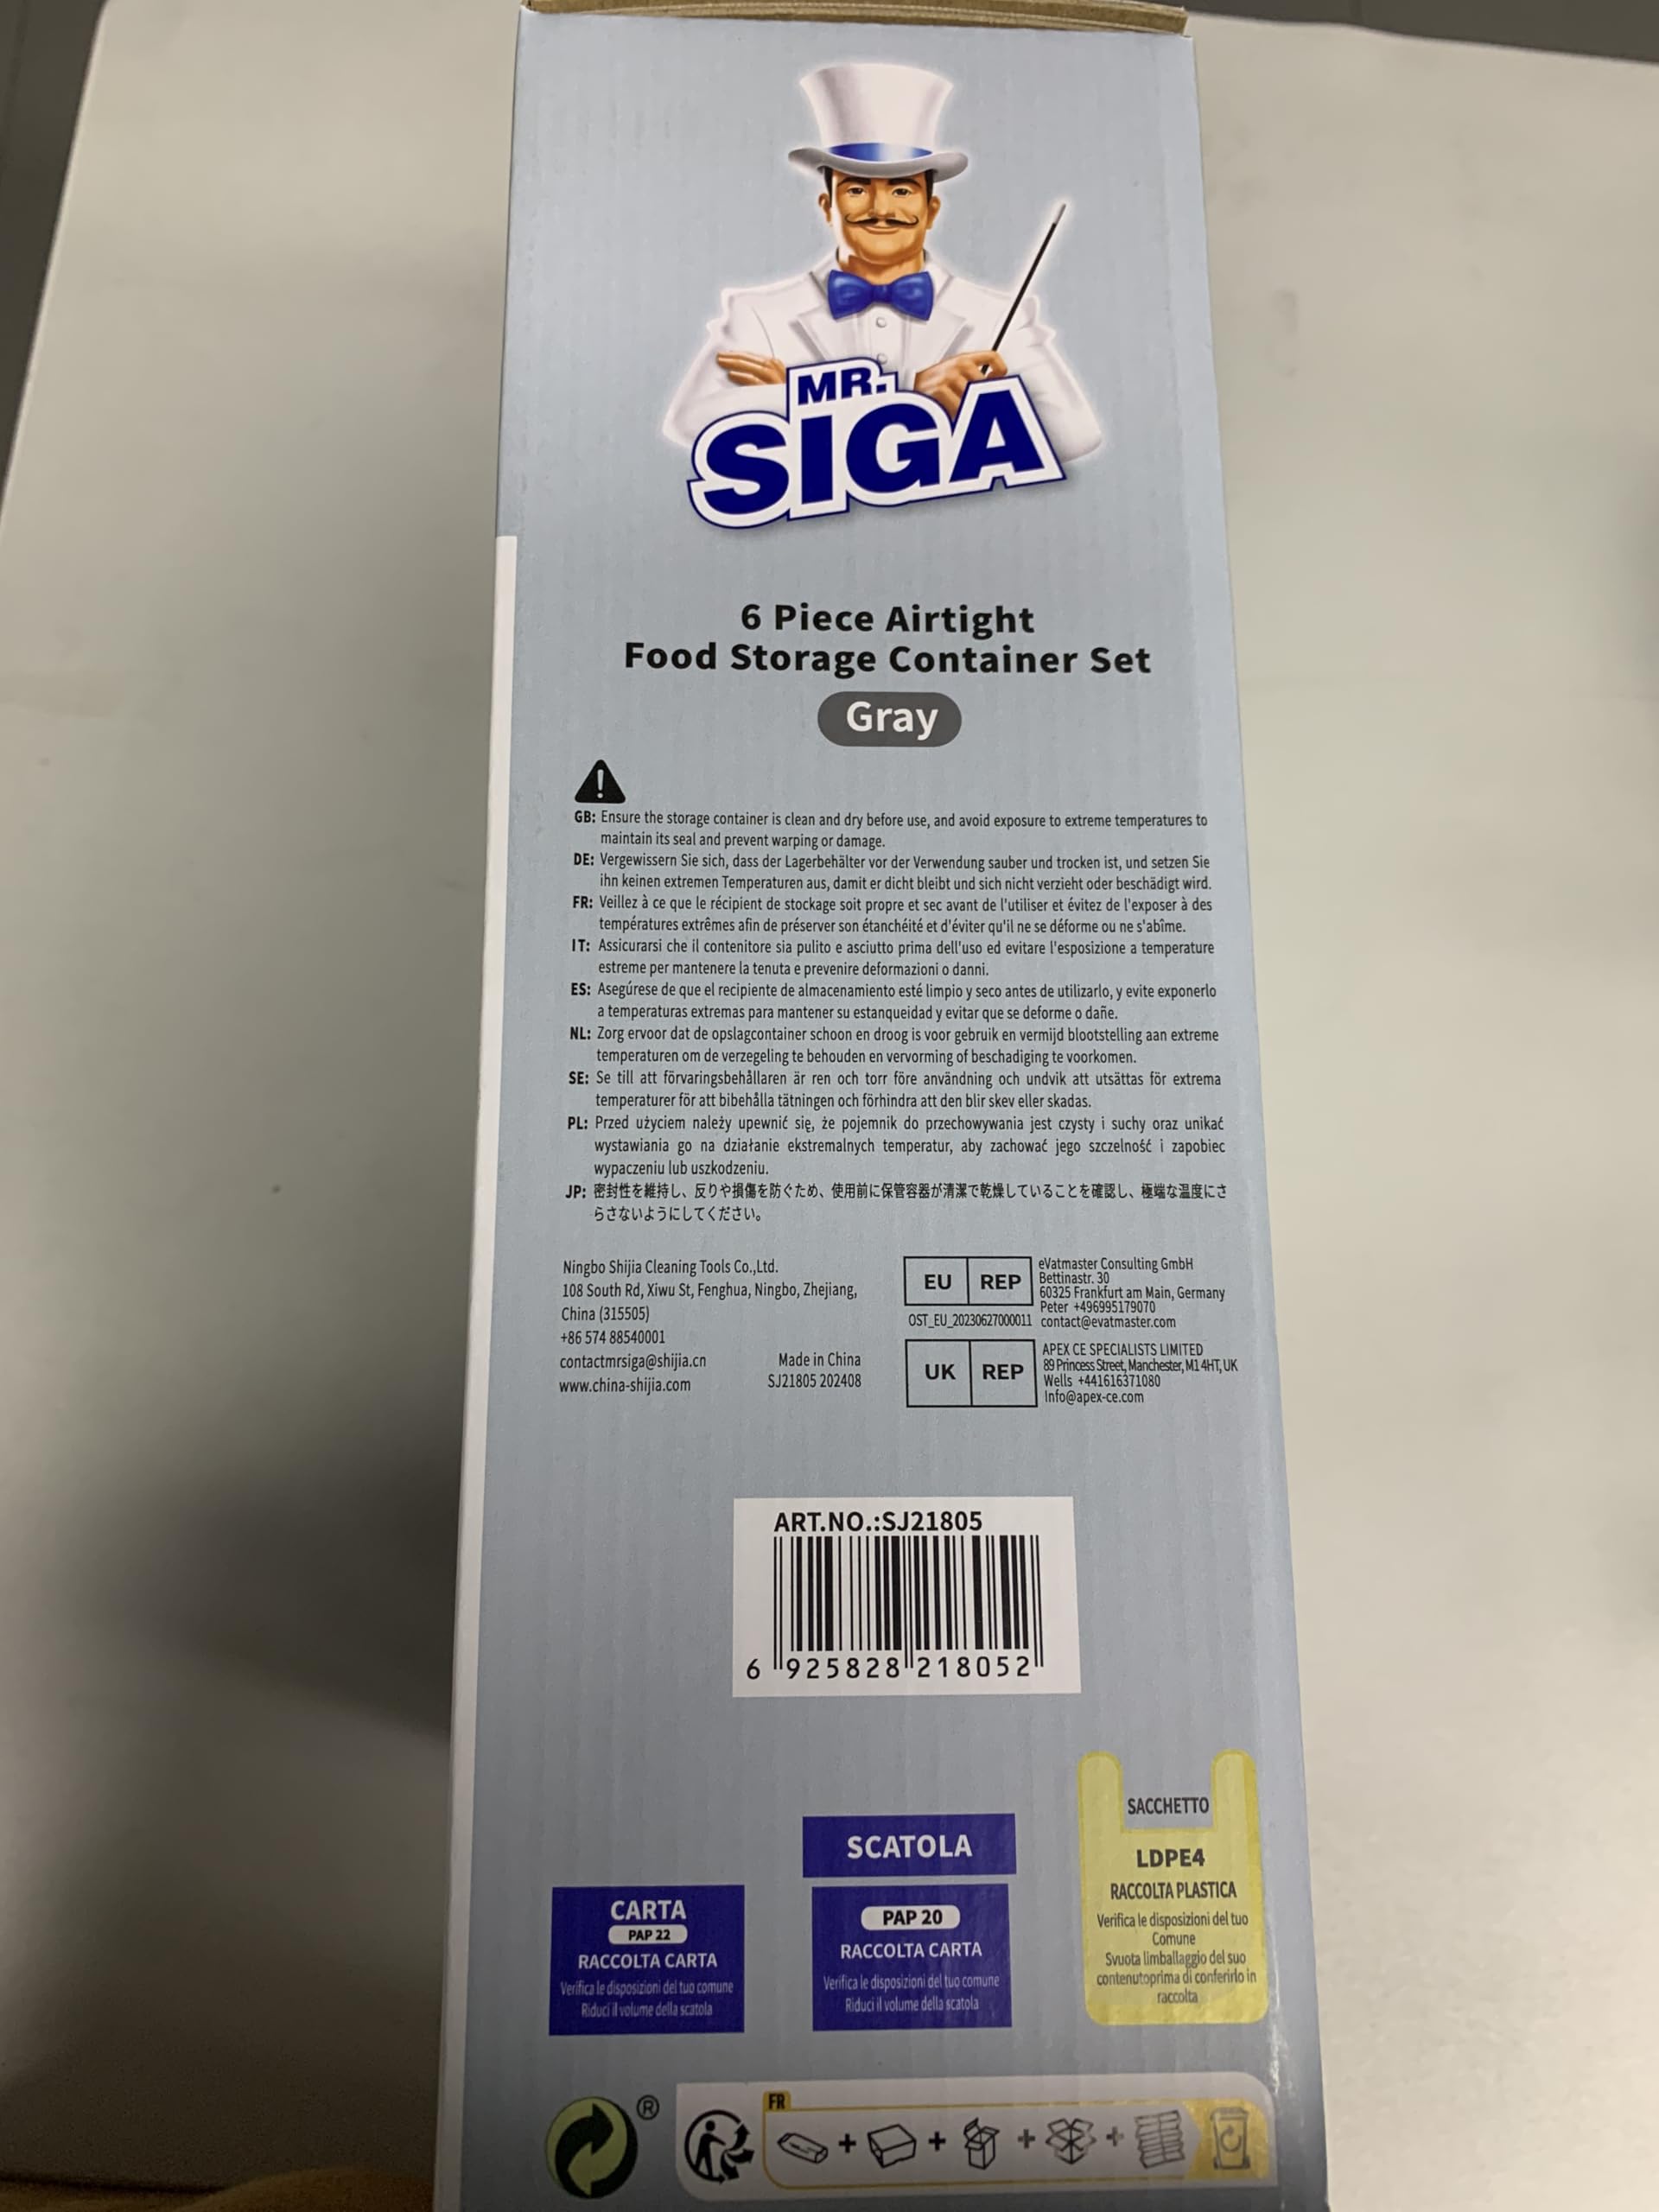 MR.
SIGA
6 Piece Airtight
Food Storage Container Set
Gray
GB: Ensure the storage container is clean and dry before use, and avoid exposure to extreme temperatures to
maintain its seal and prevent warping or damage.
DE: Vergewissern Sie sich, dass der Lagerbehälter vor der Verwendung sauber und trocken ist, und setzen Sie
ihn keinen extremen Temperaturen aus, damit er dicht bleibt und sich nicht verzieht oder beschädigt wird.
FR: Veillez à ce que le récipient de stockage soit propre et sec avant de l'utiliser et évitez de l'exposer à des
températures extrêmes afin de préserver son étanchéité et d'éviter qu'il ne se déforme ou ne s'abîme.
IT: Assicurarsi che il contenitore sia pulito e asciutto prima dell'uso ed evitare l'esposizione a temperature
estreme per mantenere la tenuta e prevenire deformazioni o danni.
ES: Asegúrese de que el recipiente de almacenamiento esté limpio y seco antes de utilizarlo, y evite exponerlo
a temperaturas extremas para mantener su estanqueidad y evitar que se deforme o dañe.
NL: Zorg ervoor dat de opslagcontainer schoon en droog is voor gebruik en vermijd blootstelling aan extreme
temperaturen om de verzegeling te behouden en vervorming of beschadiging te voorkomen.
SE: Se till att förvaringsbehållaren är ren och torr före användning och undvik att utsättas för extrema
temperaturer för att bibehålla tätningen och förhindra att den blir skev eller skadas.
PL: Przed użyciem należy upewnić się, że pojemnik do przechowywania jest czysty i suchy oraz unikać
wystawiania go na działanie ekstremalnych temperatur, aby zachować jego szczelność i zapobiec
wypaczeniu lub uszkodzeniu.
JP: 密封性を維持し、反りや損傷を防ぐため、使用前に保管容器が清潔で乾燥していることを確認し、極端な温度にさ
らさないようにしてください。
Ningbo Shijia Cleaning Tools Co.,Ltd.
108 South Rd, Xiwu St, Fenghua, Ningbo, Zhejiang,
China (315505)
+86 574 88540001
contactmrsiga@shijia.cn
www.china-shijia.com
Made in China
SJ21805 202408
EU REP
OST_EU_20230627000011
eVatmaster Consulting GmbH
Bettinastr. 30
60325 Frankfurt am Main, Germany
Peter +496995179070
contact@evatmaster.com
UK REP
APEX CE SPECIALISTS LIMITED
89 Princess Street, Manchester, M1 4HT, UK
Wells +441616371080
Info@apex-ce.com
ART.NO.:SJ21805
6 925828 218052
CARTA
PAP 22
RACCOLTA CARTA
Verifica le disposizioni del tuo comune
Riduci il volume della scatola
SCATOLA
PAP 20
RACCOLTA CARTA
Verifica le disposizioni del tuo comune
Riduci il volume della scatola
SACCHETTO
LDPE4
RACCOLTA PLASTICA
Verifica le disposizioni del tuo
Comune
Svuota limballaggio del suo
contenutoprima di conferirlo in
raccolta
®
FR
+ + + +